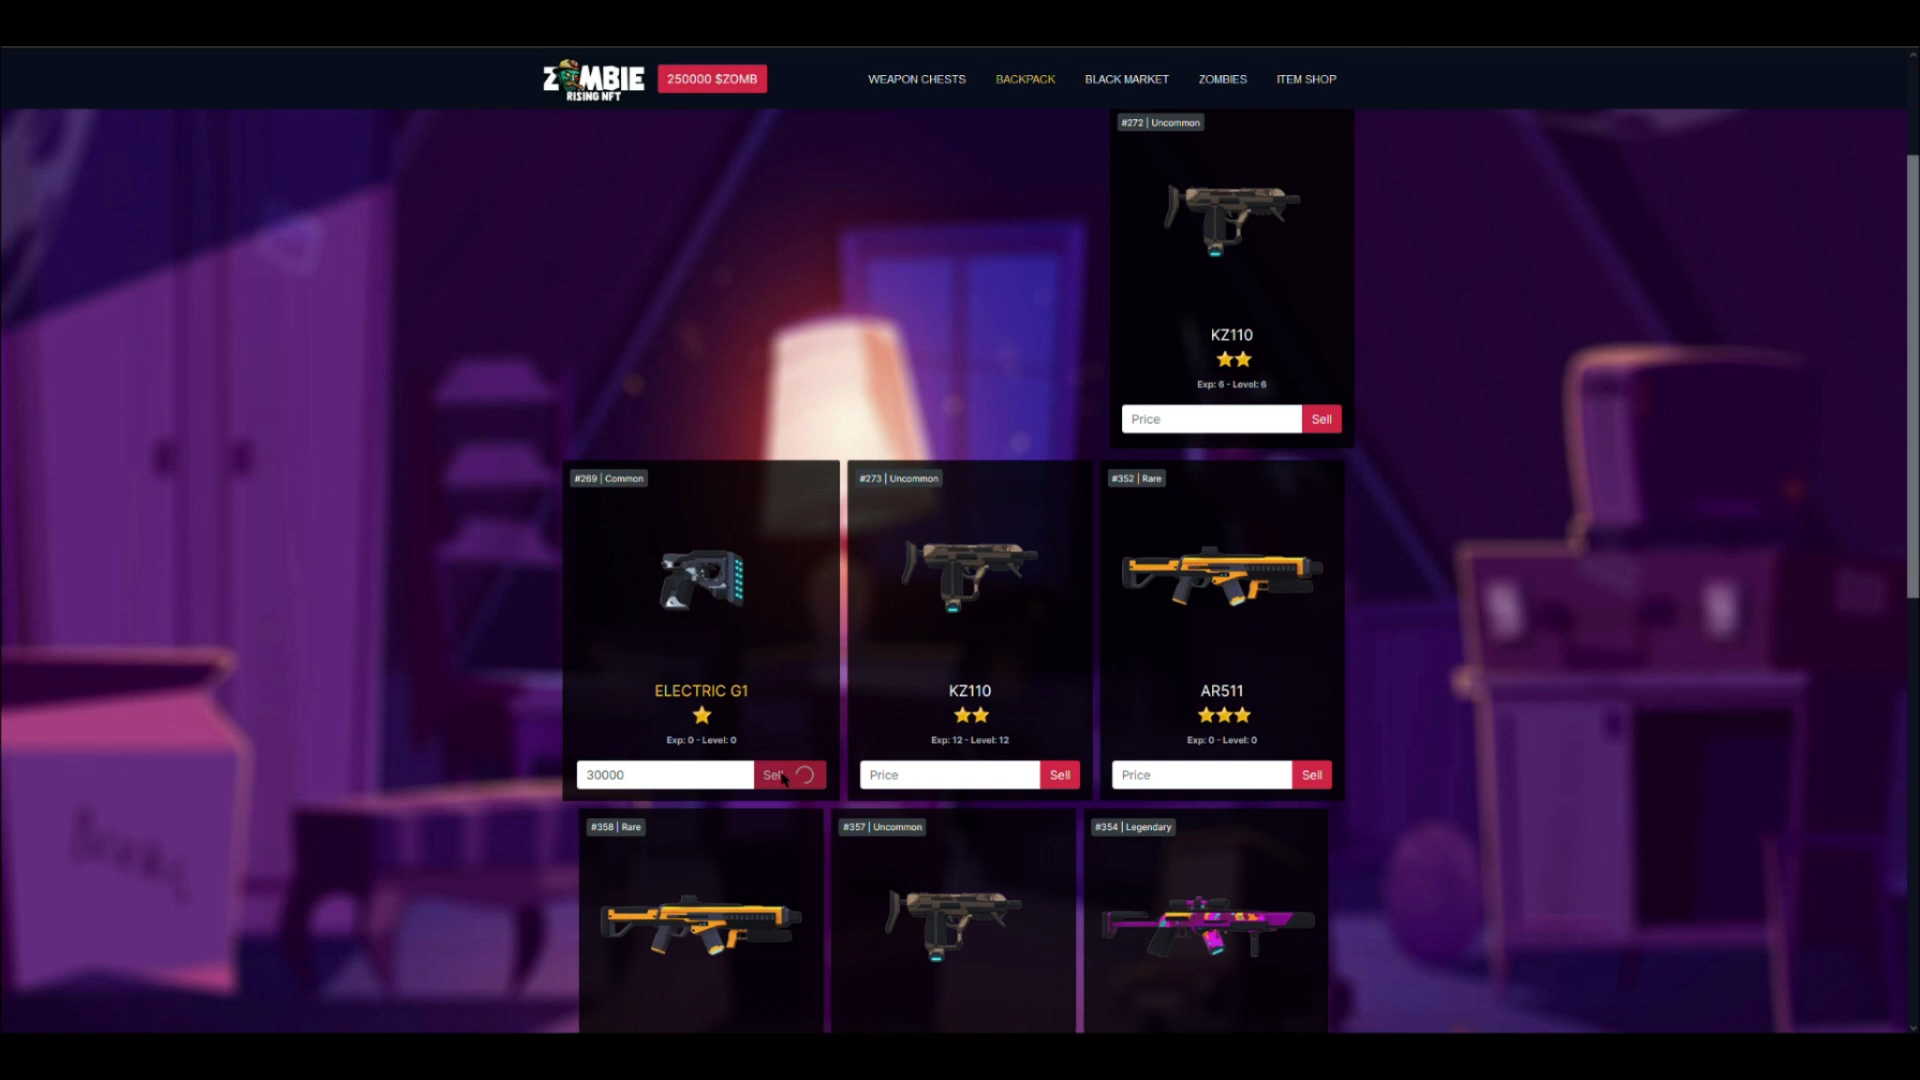 ZOMBIE
RISING NFT
250000 $ZOMB
WEAPON CHESTS
BACKPACK
BLACK MARKET
ZOMBIES
ITEM SHOP
#272 | Uncommon
KZ110
Exp: 6 - Level: 6
Price
Sell
#269 | Common
ELECTRIC G1
Exp: 0 - Level: 0
30000
Sell
#273 | Uncommon
KZ110
Exp: 12 - Level: 12
Price
Sell
#352 | Rare
AR511
Exp: 0 - Level: 0
Price
Sell
#358 | Rare
#357 | Uncommon
#354 | Legendary